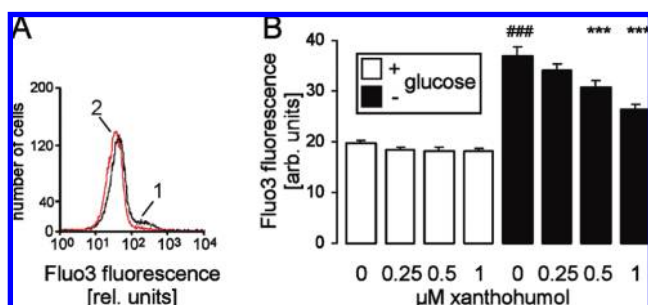 A
number of cells
200
120
40
0
2
1
10⁰ 10¹ 10² 10³ 10⁴
Fluo3 fluorescence
[rel. units]
B
Fluo3 fluorescence
[arb. units]
40
30
20
10
0
+
-
glucose
### *** ***
0 0.25 0.5 1 0 0.25 0.5 1
µM xanthohumol